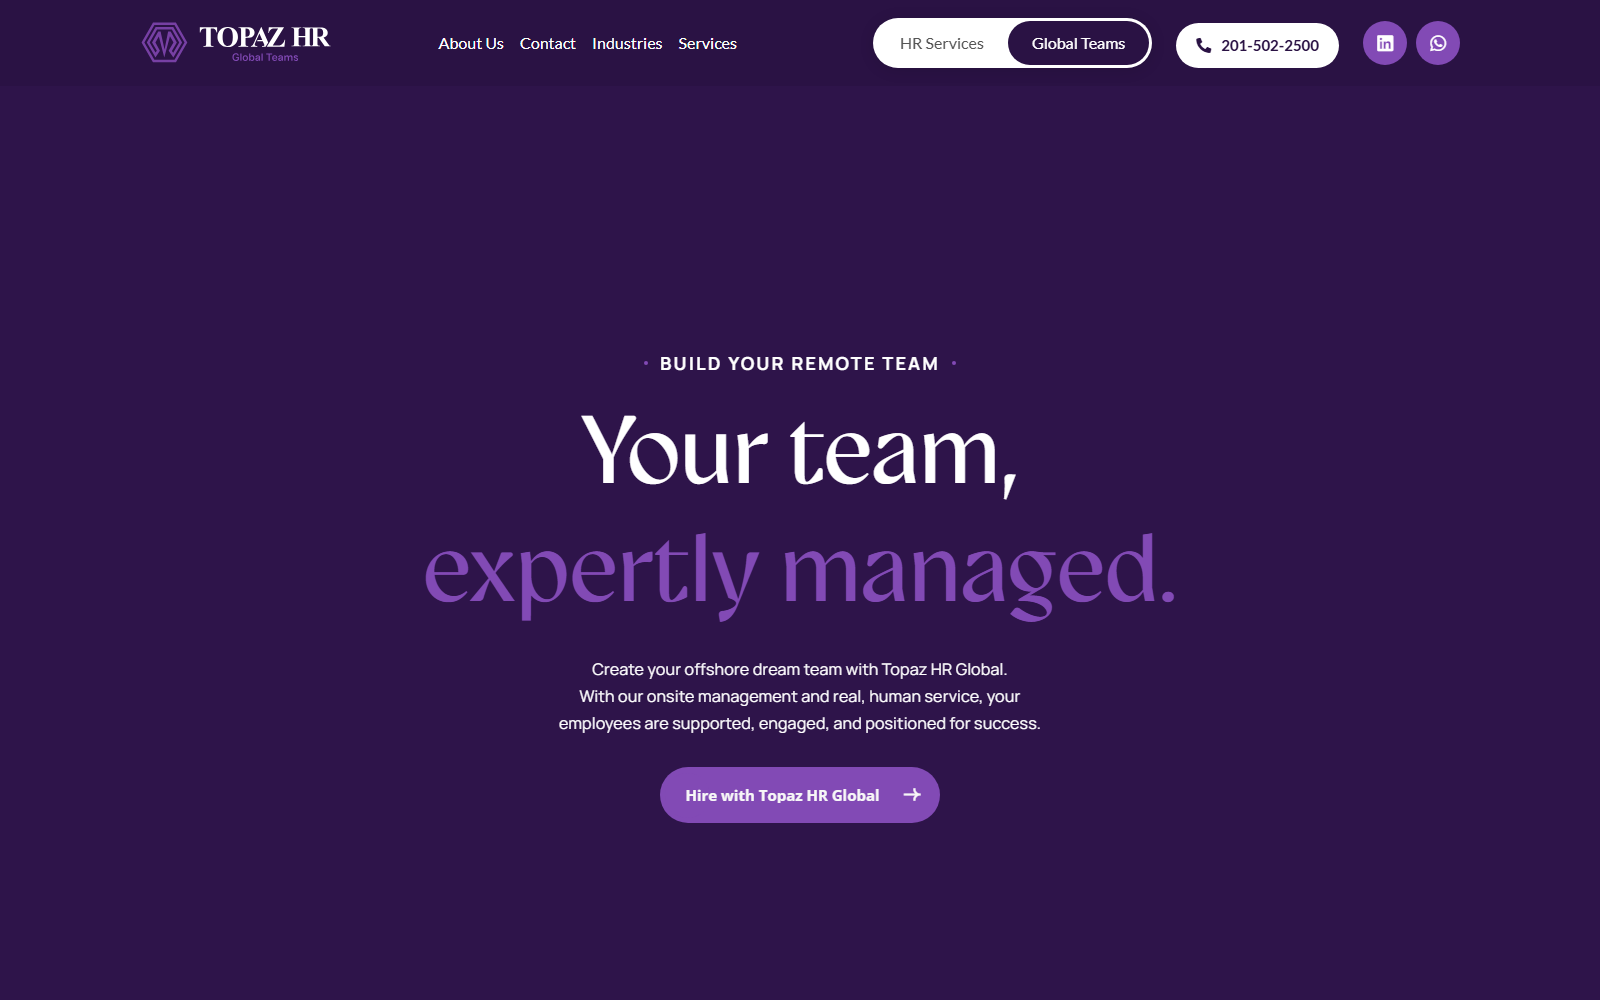 TOPAZ HR
Global Teams
About Us
Contact
Industries
Services
HR Services
Global Teams
201-502-2500
in
BUILD YOUR REMOTE TEAM
Your team,
expertly managed.
Create your offshore dream team with Topaz HR Global.
With our onsite management and real, human service, your
employees are supported, engaged, and positioned for success.
Hire with Topaz HR Global